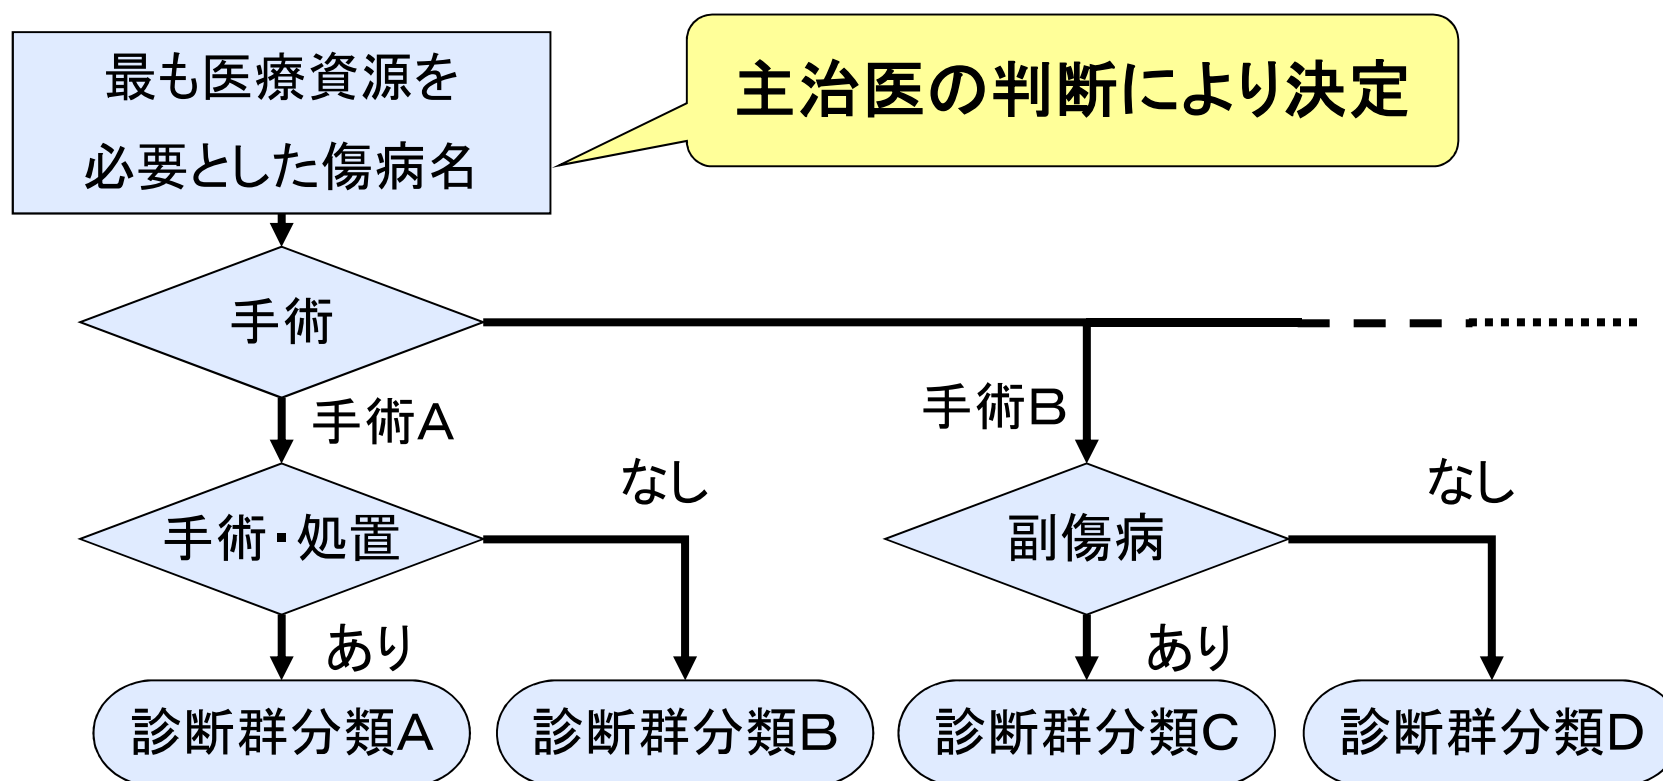 最も医療資源を
必要とした傷病名
主治医の判断により決定
手術
手術A
手術B
手術・処置
なし
副傷病
なし
あり
あり
診断群分類A
診断群分類B
診断群分類C
診断群分類D